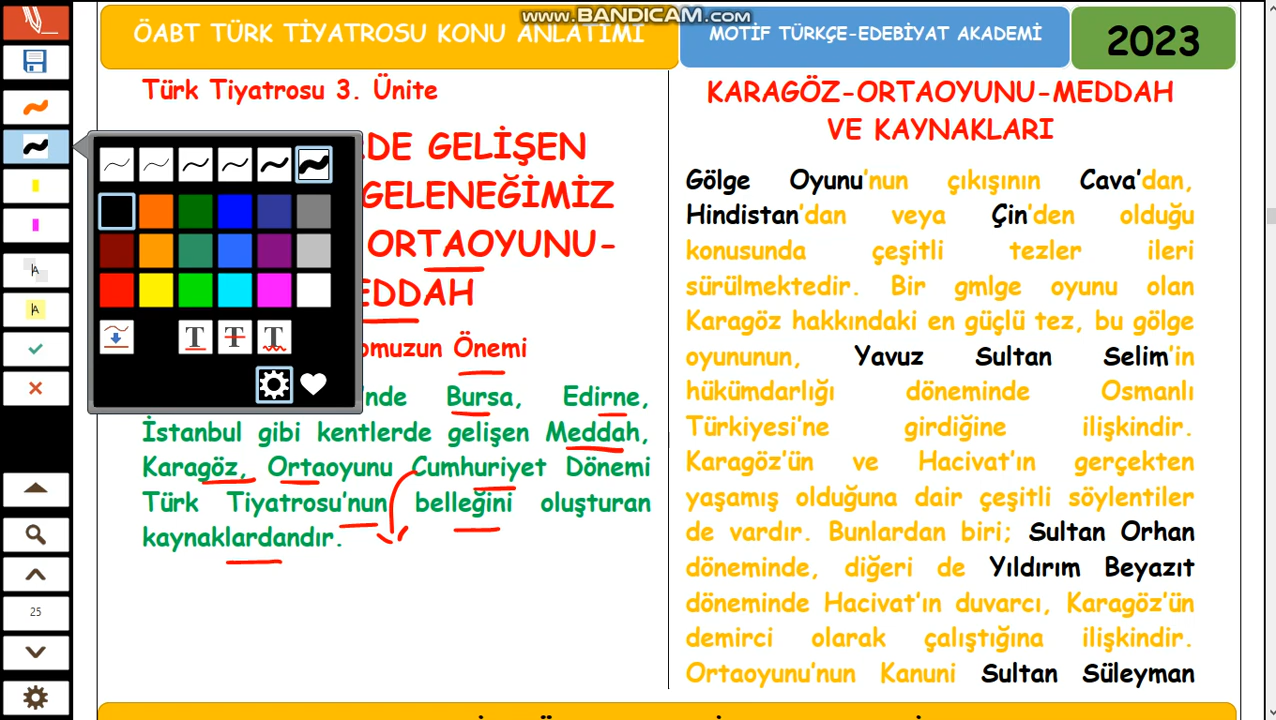 www.BANDICAM.com
ÖABT TÜRK TİYATROSU KONU ANLATIMI
MOTİF TÜRKÇE-EDEBİYAT AKADEMİ
2023
Türk Tiyatrosu 3. Ünite
GELİŞEN
GELENEĞİMİZ
ORTAOYUNU-
Önemi
Bursa, Edirne,
İstanbul gibi kentlerde gelişen Meddah,
Karagöz, Ortaoyunu Cumhuriyet Dönemi
Türk Tiyatrosu’nun belleğini oluşturan
kaynaklardandır.
KARAGÖZ-ORTAOYUNU-MEDDAH
VE KAYNAKLARI
Gölge Oyunu’nun çıkışının Cava’dan,
Hindistan’dan veya Çin’den olduğu
konusunda çeşitli tezler ileri
sürülmektedir. Bir gmlge oyunu olan
Karagöz hakkındaki en güçlü tez, bu gölge
oyununun, Yavuz Sultan Selim’in
hükümdarlığı döneminde Osmanlı
Türkiyesi’ne girdiğine ilişkindir.
Karagöz’ün ve Hacivat’ın gerçekten
yaşamış olduğuna dair çeşitli söylentiler
de vardır. Bunlardan biri; Sultan Orhan
döneminde, diğeri de Yıldırım Beyazıt
döneminde Hacivat’ın duvarcı, Karagöz’ün
demirci olarak çalıştığına ilişkindir.
Ortaoyunu’nun Kanuni Sultan Süleyman
25